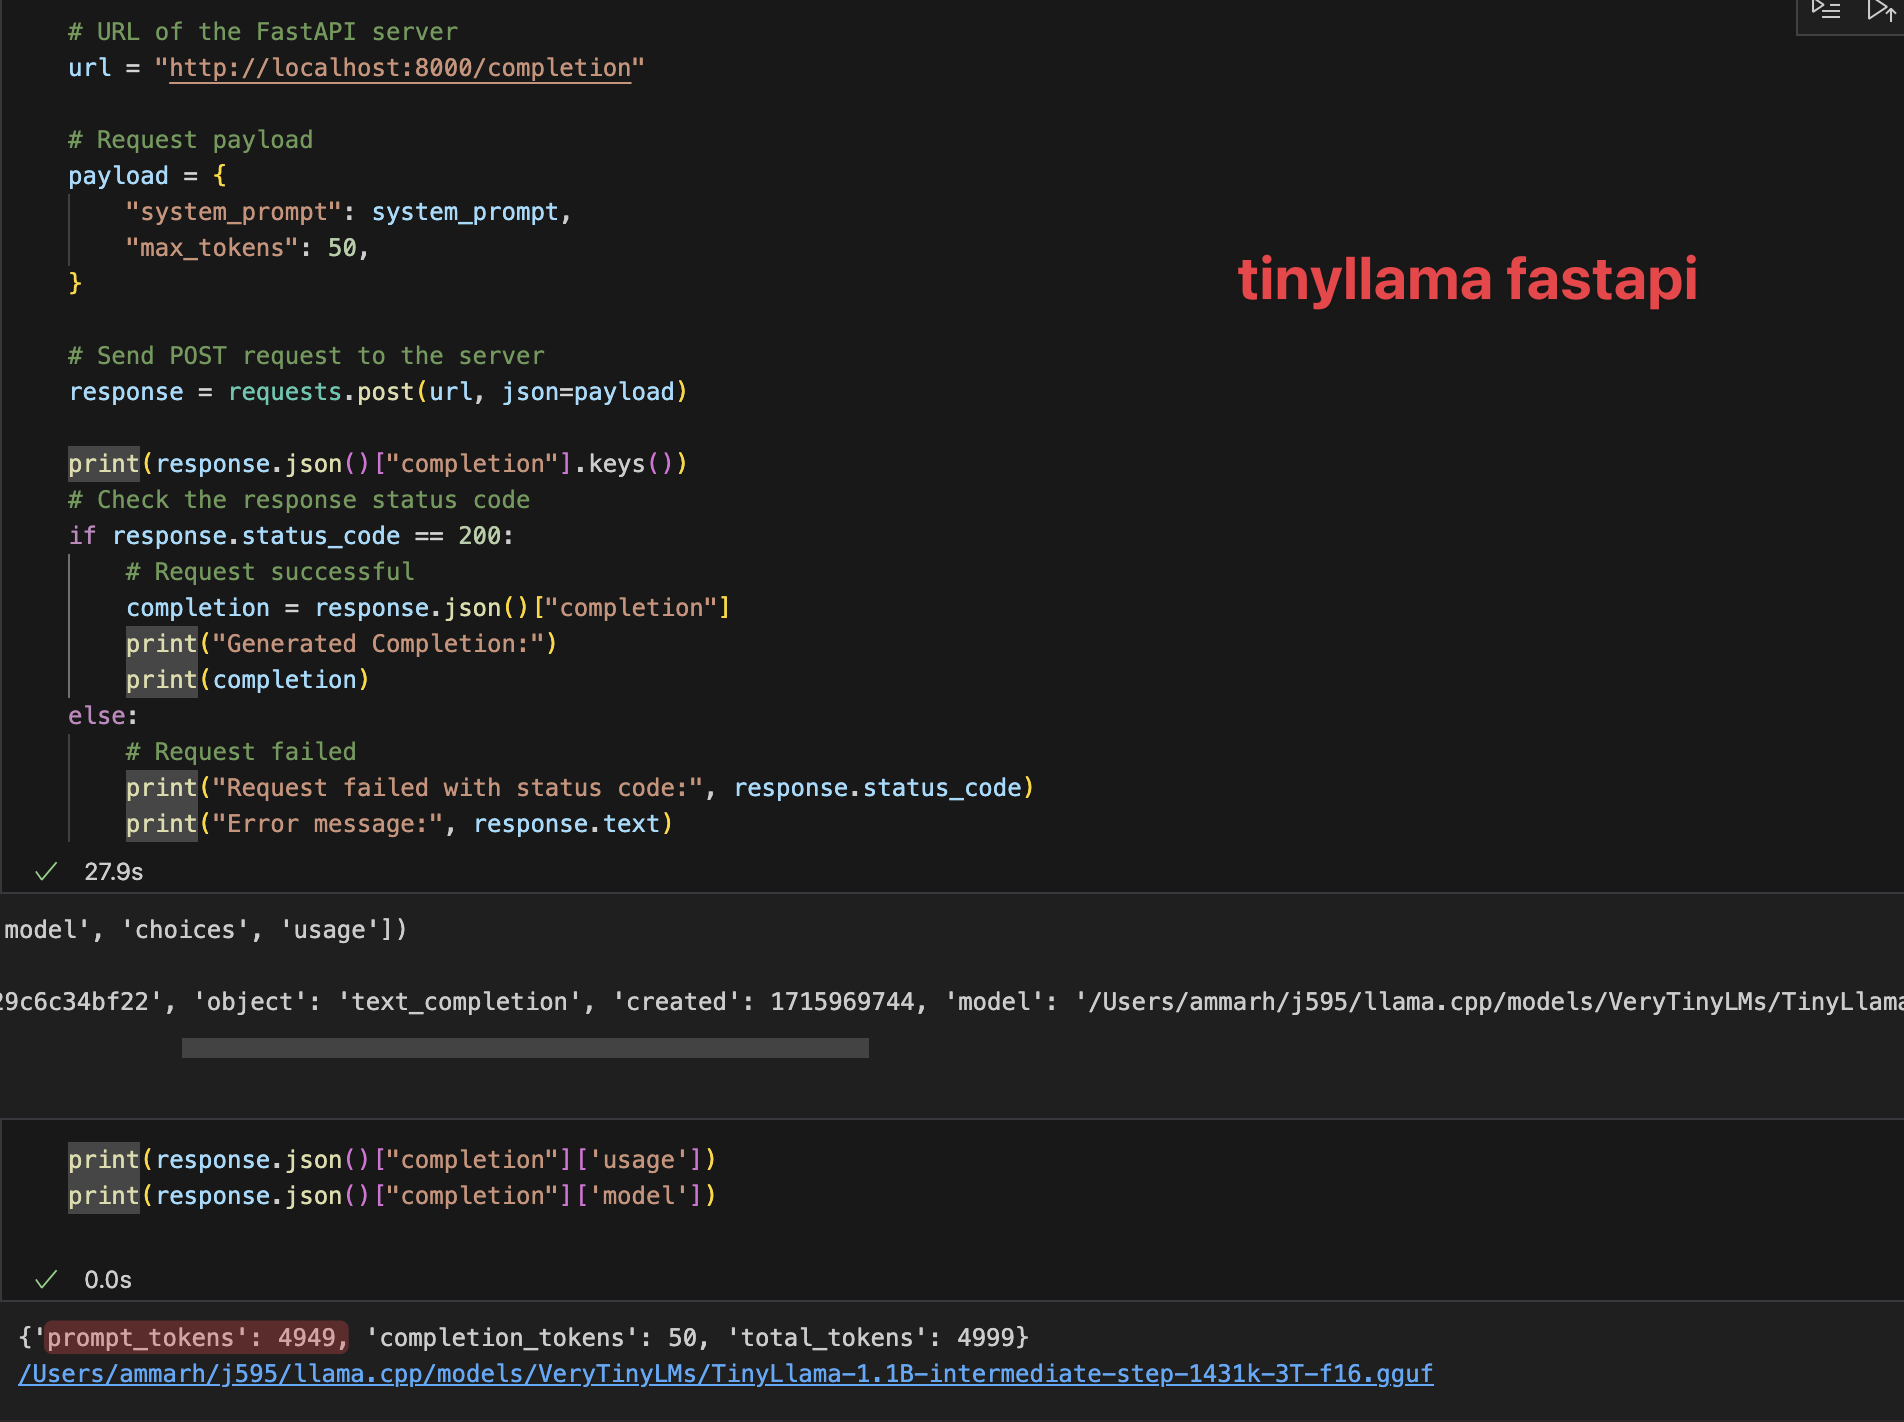 # URL of the FastAPI server
url = "http://localhost:8000/completion"
# Request payload
payload = {
    "system_prompt": system_prompt,
    "max_tokens": 50,
}
tinyllama fastapi
# Send POST request to the server
response = requests.post(url, json=payload)
print(response.json()["completion"].keys())
# Check the response status code
if response.status_code == 200:
    # Request successful
    completion = response.json()["completion"]
    print("Generated Completion:")
    print(completion)
else:
    # Request failed
    print("Request failed with status code:", response.status_code)
    print("Error message:", response.text)
27.9s
model', 'choices', 'usage'])
29c6c34bf22', 'object': 'text_completion', 'created': 1715969744, 'model': '/Users/ammarh/j595/llama.cpp/models/VeryTinyLMs/TinyLlama
print(response.json()["completion"]['usage'])
print(response.json()["completion"]['model'])
0.0s
{'prompt_tokens': 4949, 'completion_tokens': 50, 'total_tokens': 4999}
/Users/ammarh/j595/llama.cpp/models/VeryTinyLMs/TinyLlama-1.1B-intermediate-step-1431k-3T-f16.gguf